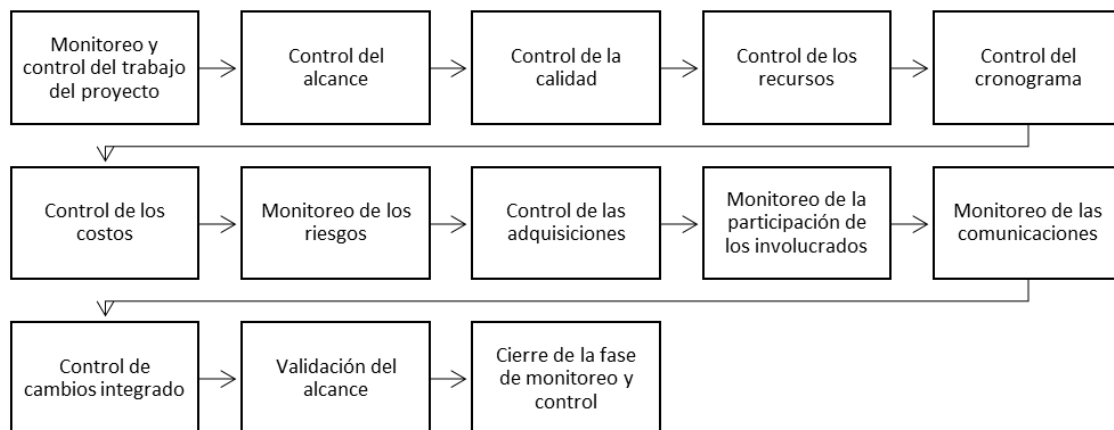 Monitoreo y
control del trabajo
del proyecto
Control del
alcance
Control de la
calidad
Control de los
recursos
Control del
cronograma
Control de los
costos
Monitoreo de los
riesgos
Control de las
adquisiciones
Monitoreo de la
participación de
los involucrados
Monitoreo de las
comunicaciones
Control de
cambios integrado
Validación del
alcance
Cierre de la fase
de monitoreo y
control